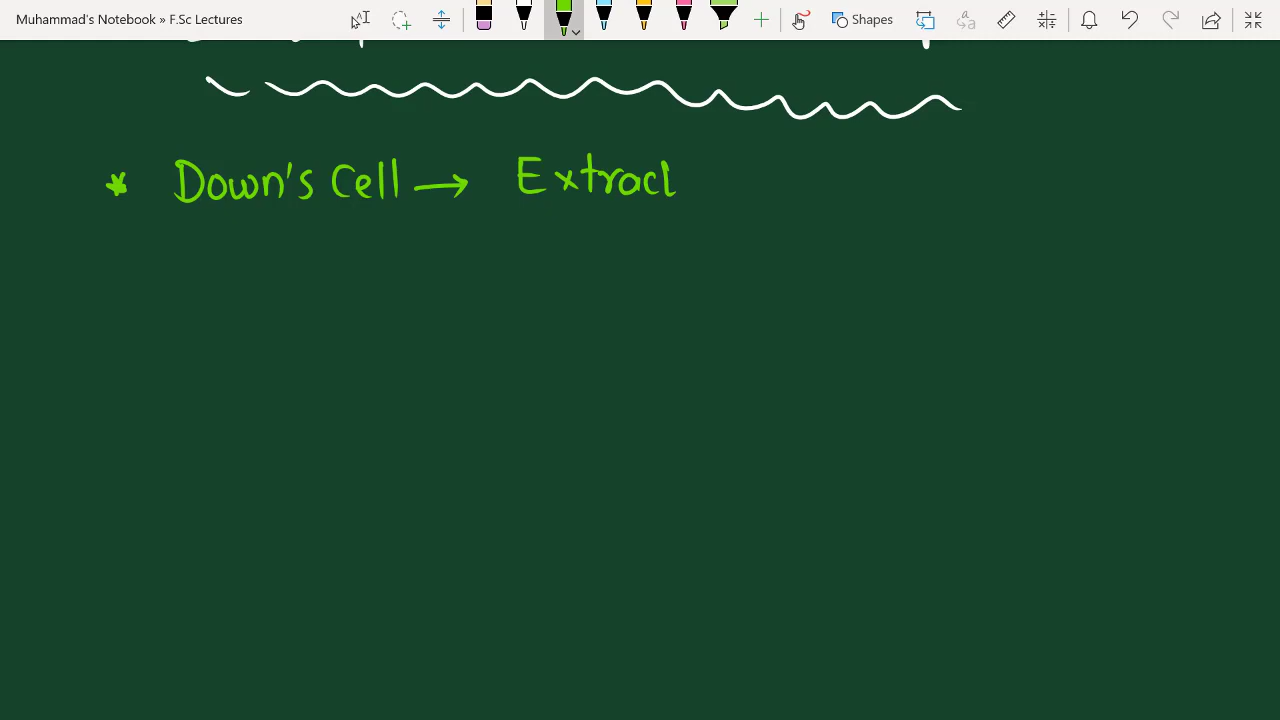 Muhammad's Notebook » F.Sc Lectures
Shapes
* Down's Cell → Extract